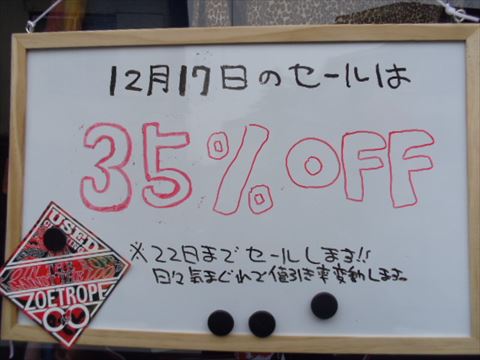 12月17日のセールは
35%OFF
※22日までセールします!!
日々気まぐれで値引き率変動します。
USED
ZOETROPE